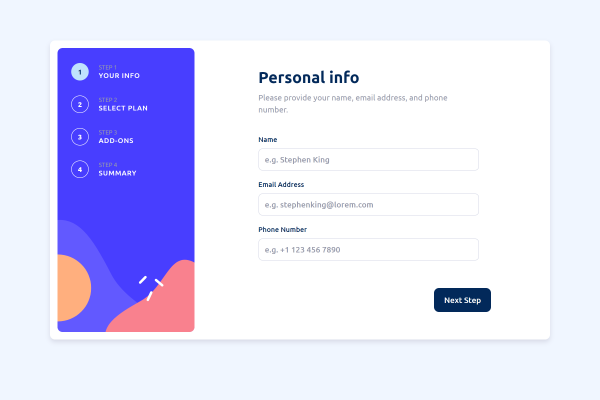 1
STEP 1
YOUR INFO
2
STEP 2
SELECT PLAN
3
STEP 3
ADD-ONS
4
STEP 4
SUMMARY
Personal info
Please provide your name, email address, and phone
number.
Name
e.g. Stephen King
Email Address
e.g. stephenking@lorem.com
Phone Number
e.g. +1 123 456 7890
Next Step